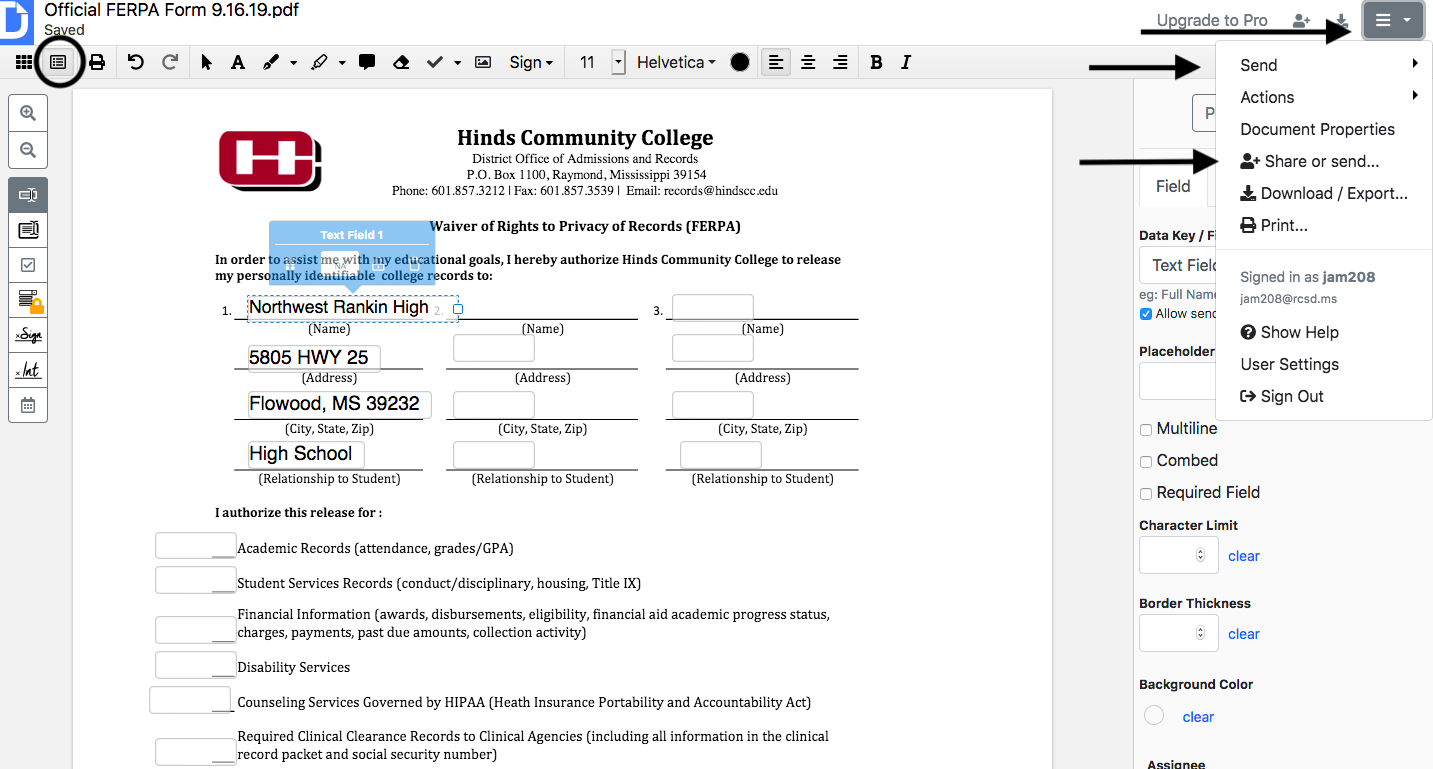 Official FERPA Form 9.16.19.pdf
Saved
Upgrade to Pro
Sign
11
Helvetica
B
I
Send
Actions
Document Properties
Share or send...
Download / Export...
Print...
Signed in as jam208
jam208@rcsd.ms
Show Help
User Settings
Sign Out
Hinds Community College
District Office of Admissions and Records
P.O. Box 1100, Raymond, Mississippi 39154
Phone: 601.857.3212 | Fax: 601.857.3539 | Email: records@hindscc.edu
Waiver of Rights to Privacy of Records (FERPA)
Text Field 1
NA
In order to assist me with my educational goals, I hereby authorize Hinds Community College to release
my personally identifiable college records to:
1. Northwest Rankin High 2. 3.
(Name) (Name) (Name)
5805 HWY 25
(Address) (Address) (Address)
Flowood, MS 39232
(City, State, Zip) (City, State, Zip) (City, State, Zip)
High School
(Relationship to Student) (Relationship to Student) (Relationship to Student)
I authorize this release for :
Academic Records (attendance, grades/GPA)
Student Services Records (conduct/disciplinary, housing, Title IX)
Financial Information (awards, disbursements, eligibility, financial aid academic progress status,
charges, payments, past due amounts, collection activity)
Disability Services
Counseling Services Governed by HIPAA (Heath Insurance Portability and Accountability Act)
Required Clinical Clearance Records to Clinical Agencies (including all information in the clinical
record packet and social security number)
×Sign
×Int
P
Field
Data Key / Fi
Text Field
eg: Full Name
Allow send
Placeholder
Multiline
Combed
Required Field
Character Limit
clear
Border Thickness
clear
Background Color
clear
Assignee